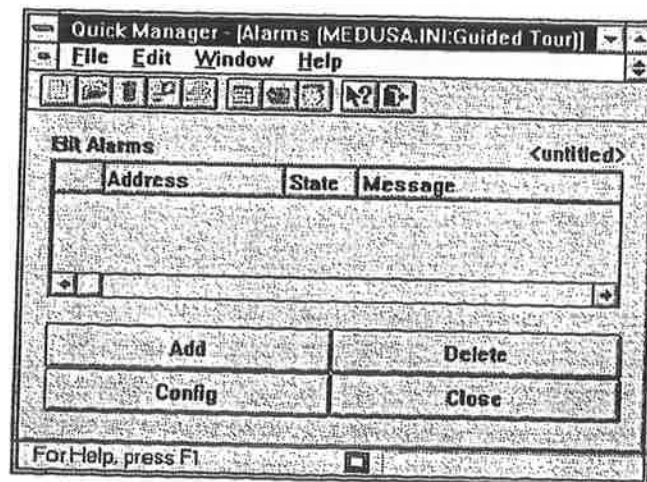 Quick Manager - [Alarms (MEDUSA.INI:Guided Tour)]
File Edit Window Help
Bit Alarms <untitled>
Address State Message
Add Delete
Config Close
For Help, press F1